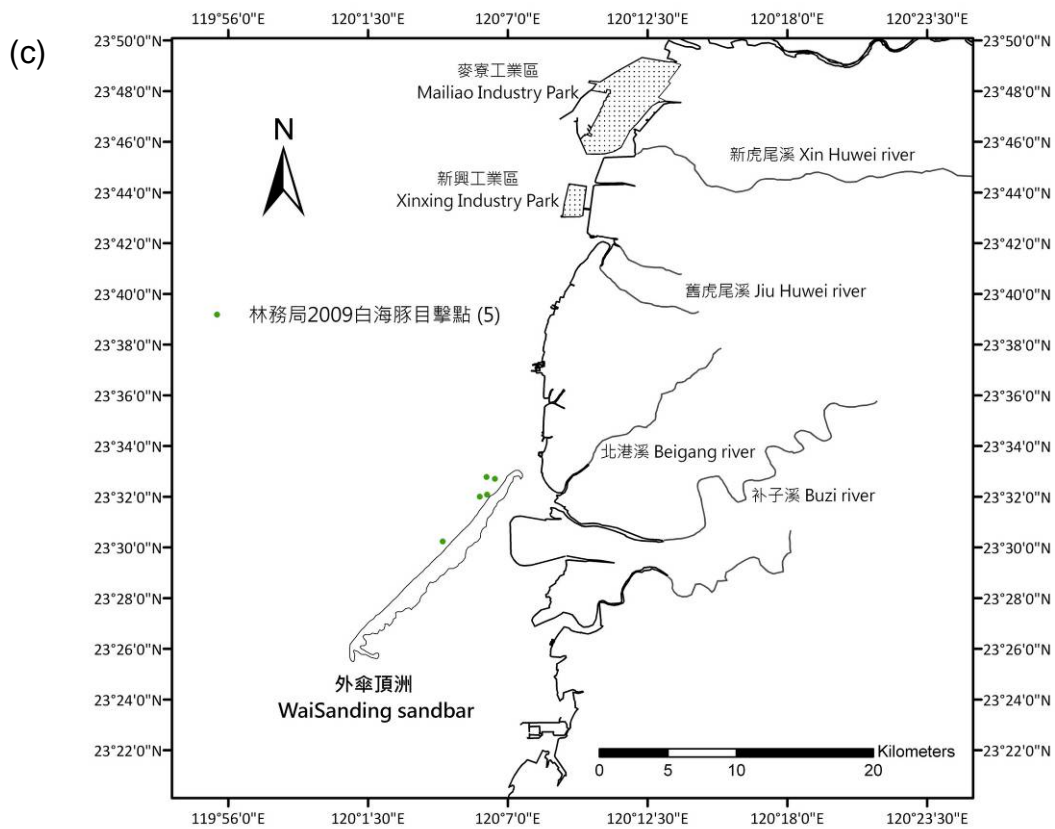 (c)
119°56'0"E 120°1'30"E 120°7'0"E 120°12'30"E 120°18'0"E 120°23'30"E
23°50'0"N 23°50'0"N
麥寮工業區
Mailiao Industry Park
23°48'0"N 23°48'0"N
N
23°46'0"N 23°46'0"N
新虎尾溪 Xin Huwei river
新興工業區
Xinxing Industry Park
23°44'0"N 23°44'0"N
23°42'0"N 23°42'0"N
舊虎尾溪 Jiu Huwei river
23°40'0"N 23°40'0"N
林務局2009白海豚目擊點 (5)
23°38'0"N 23°38'0"N
23°36'0"N 23°36'0"N
23°34'0"N 23°34'0"N
北港溪 Beigang river
23°32'0"N 23°32'0"N
朴子溪 Buzi river
23°30'0"N 23°30'0"N
23°28'0"N 23°28'0"N
23°26'0"N 23°26'0"N
外傘頂洲
WaiSanding sandbar
23°24'0"N 23°24'0"N
23°22'0"N 23°22'0"N
Kilometers
0 5 10 20
119°56'0"E 120°1'30"E 120°7'0"E 120°12'30"E 120°18'0"E 120°23'30"E